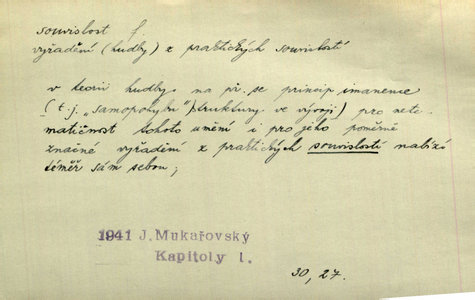 souvislost f
vyřadění (hudby) z praktických souvislostí
v teorii hudby na př. se princip imanence
(t.j. „samopohybu" struktury ve vývoji) pro nete-
matičnost tohoto umění i pro jeho poměrně
značné vyřadění z praktických souvislostí nabízí
téměř sám sebou;
1941 J. Mukařovský
Kapitoly I.
30, 27.